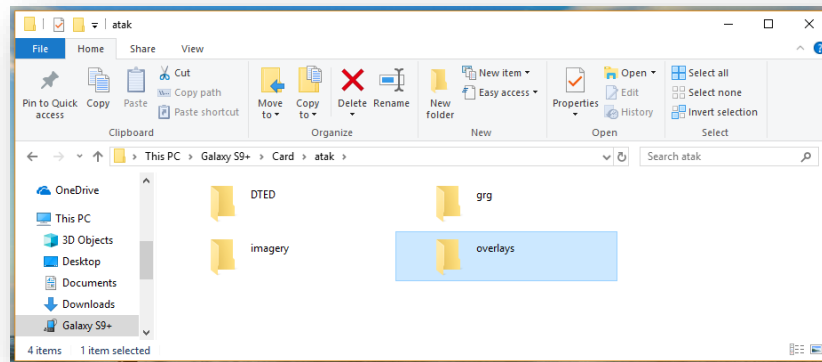 atak
File Home Share View
Pin to Quick access
Copy
Paste
Cut
Copy path
Paste shortcut
Clipboard
Move to
Copy to
Delete
Rename
Organize
New folder
New item
Easy access
New
Properties
Open
Edit
History
Open
Select all
Select none
Invert selection
Select
This PC > Galaxy S9+ > Card > atak >
Search atak
OneDrive
This PC
3D Objects
Desktop
Documents
Downloads
Galaxy S9+
DTED
grg
imagery
overlays
4 items 1 item selected